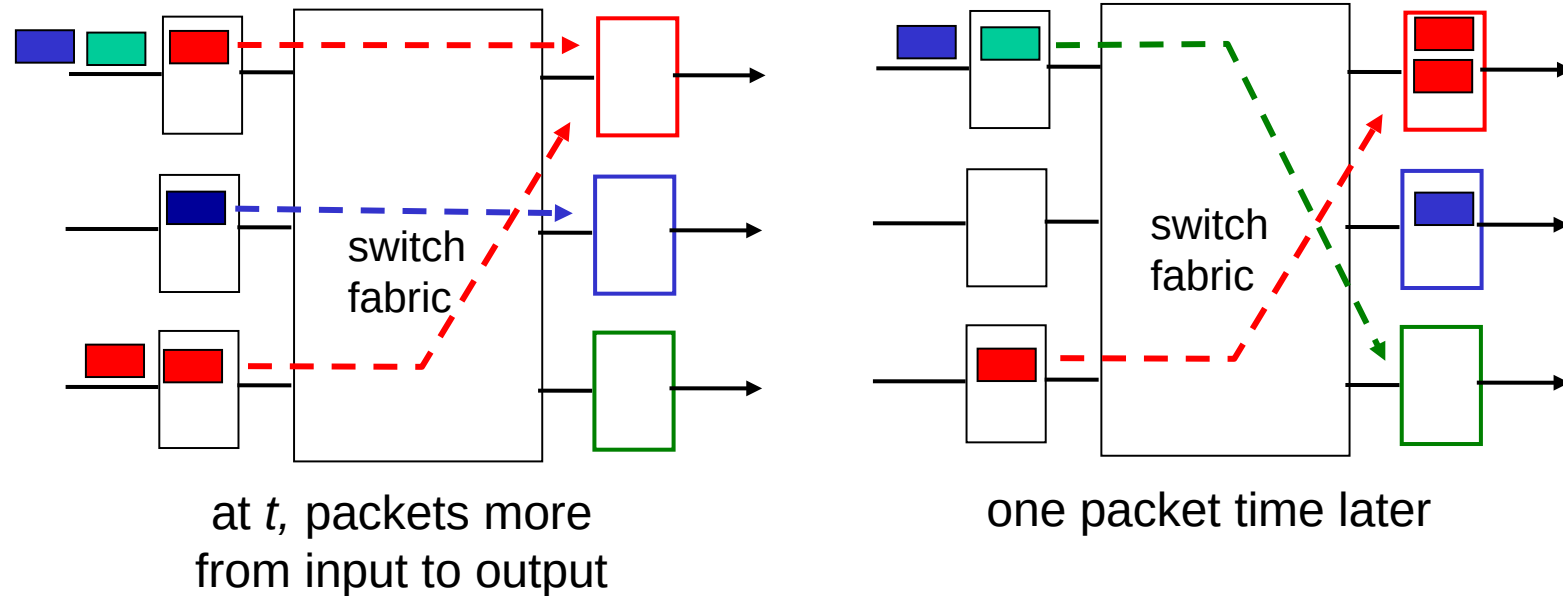 switch
fabric
at t, packets more
from input to output
switch
fabric
one packet time later